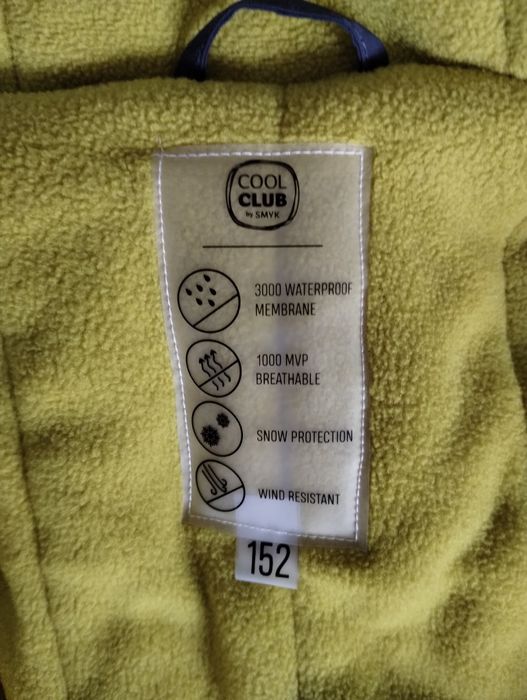 COOL
CLUB
by SMYK
3000 WATERPROOF
MEMBRANE
1000 MVP
BREATHABLE
SNOW PROTECTION
WIND RESISTANT
152